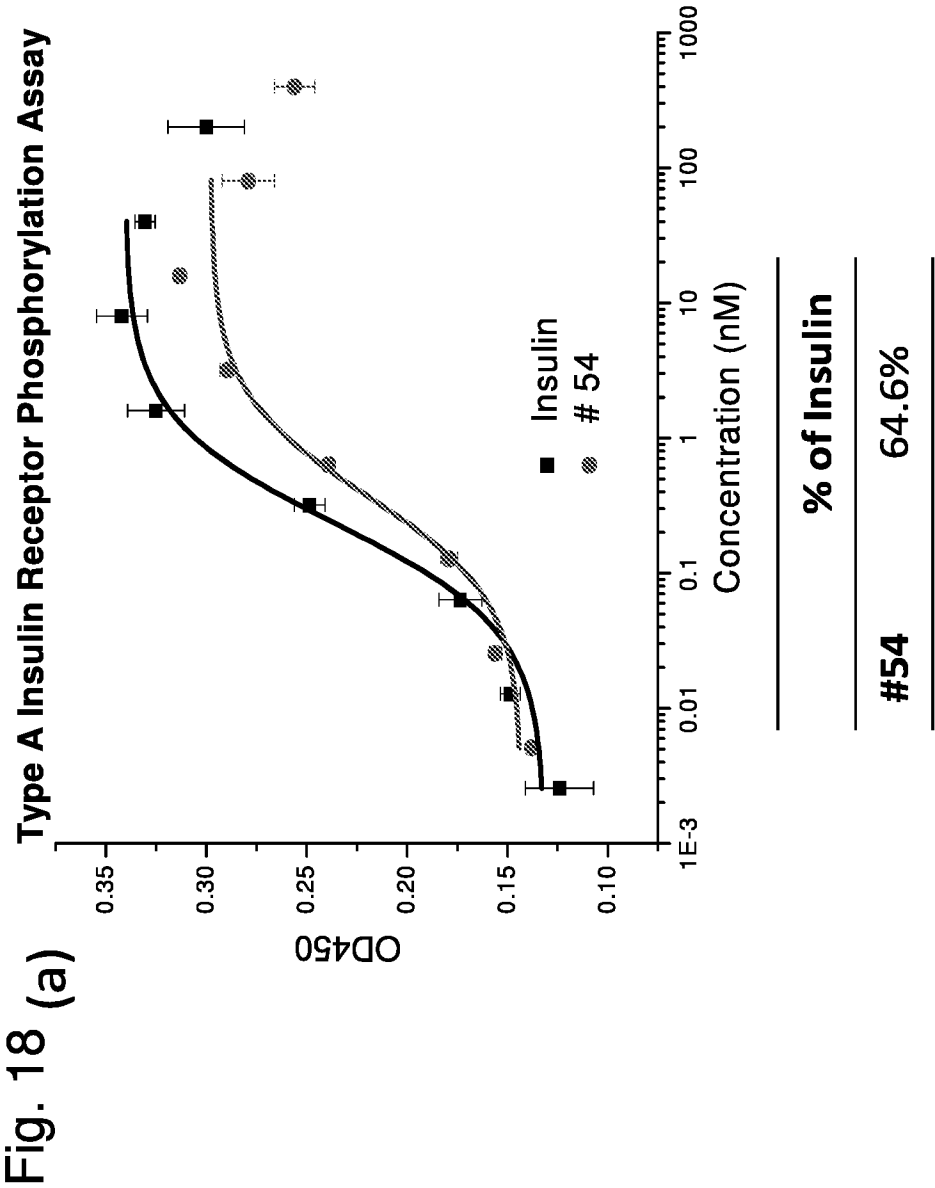 Fig. 18 (a)
Type A Insulin Receptor Phosphorylation Assay
OD450
0.35
0.30
0.25
0.20
0.15
0.10
1E-3
0.01
0.1
1
10
100
1000
Insulin
# 54
Concentration (nM)
% of Insulin
#54 64.6%